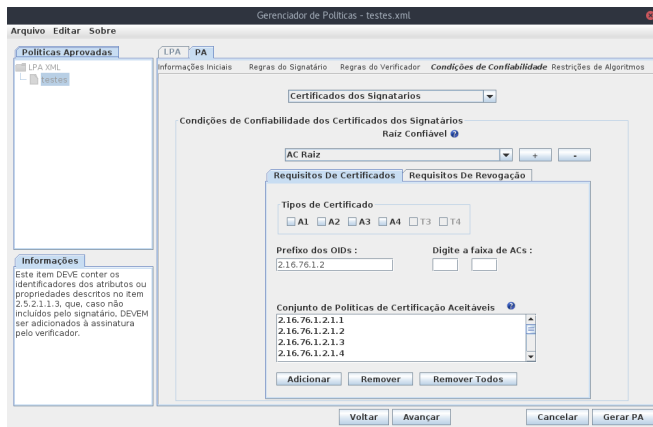 Gerenciador de Políticas - testes.xml
Arquivo Editar Sobre
Políticas Aprovadas
LPA XML
testes
LPA PA
Informações Iniciais Regras do Signatário Regras do Verificador Condições de Confiabilidade Restrições de Algoritmos
Certificados dos Signatarios
Condições de Confiabilidade dos Certificados dos Signatários
Raíz Confiável
AC Raiz + -
Requisitos De Certificados Requisitos De Revogação
Tipos de Certificado
A1 A2 A3 A4 T3 T4
Prefixo dos OIDs : Digite a faixa de ACs :
2.16.76.1.2
Conjunto de Políticas de Certificação Aceitáveis
2.16.76.1.2.1.1
2.16.76.1.2.1.2
2.16.76.1.2.1.3
2.16.76.1.2.1.4
Adicionar Remover Remover Todos
Informações
Este item DEVE conter os
identificadores dos atributos ou
propriedades descritos no item
2.5.2.1.1.3, que, caso não
incluídos pelo signatário, DEVEM
ser adicionados à assinatura
pelo verificador.
Voltar Avançar Cancelar Gerar PA